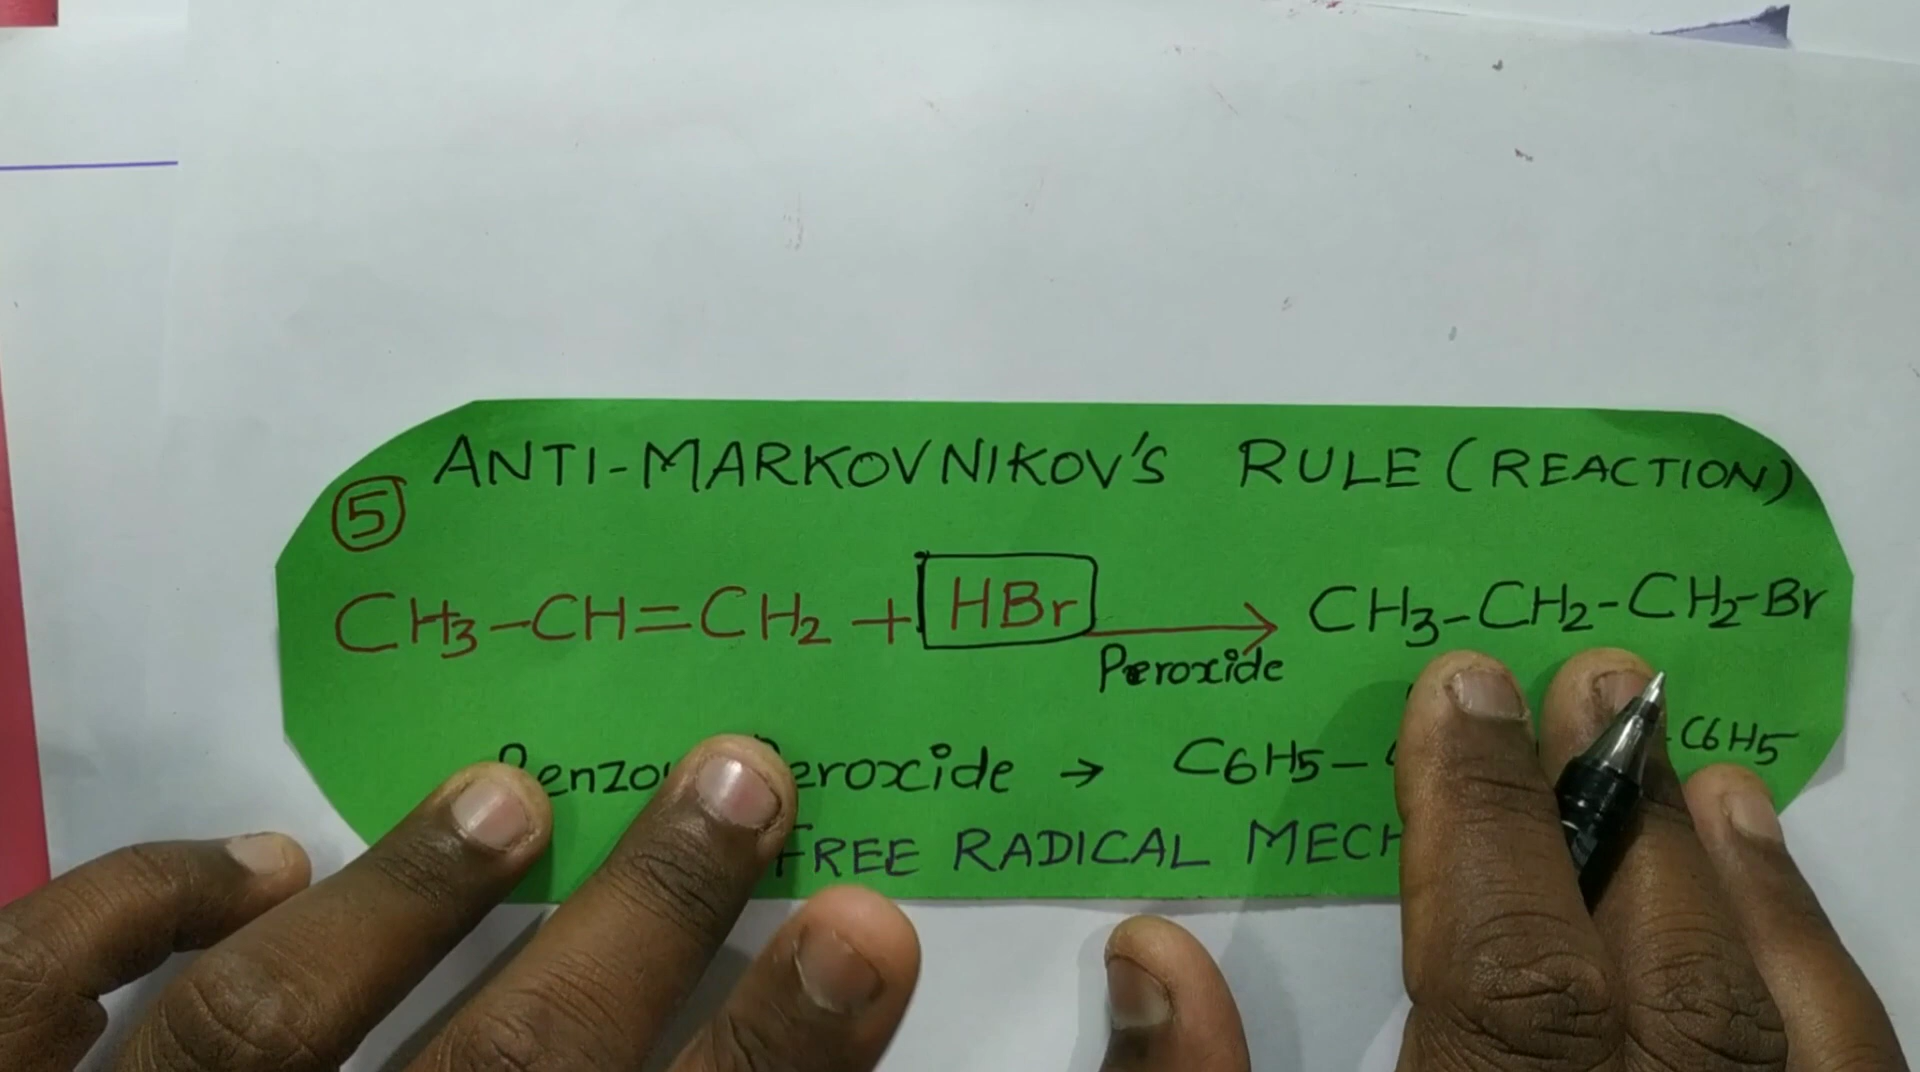 ANTI-MARKOVNIKOV'S RULE (REACTION)
5
CH3-CH=CH2 + HBr → CH3-CH2-CH2-Br
Peroxide
eroxide → C6H5- -C6H5
FREE RADICAL